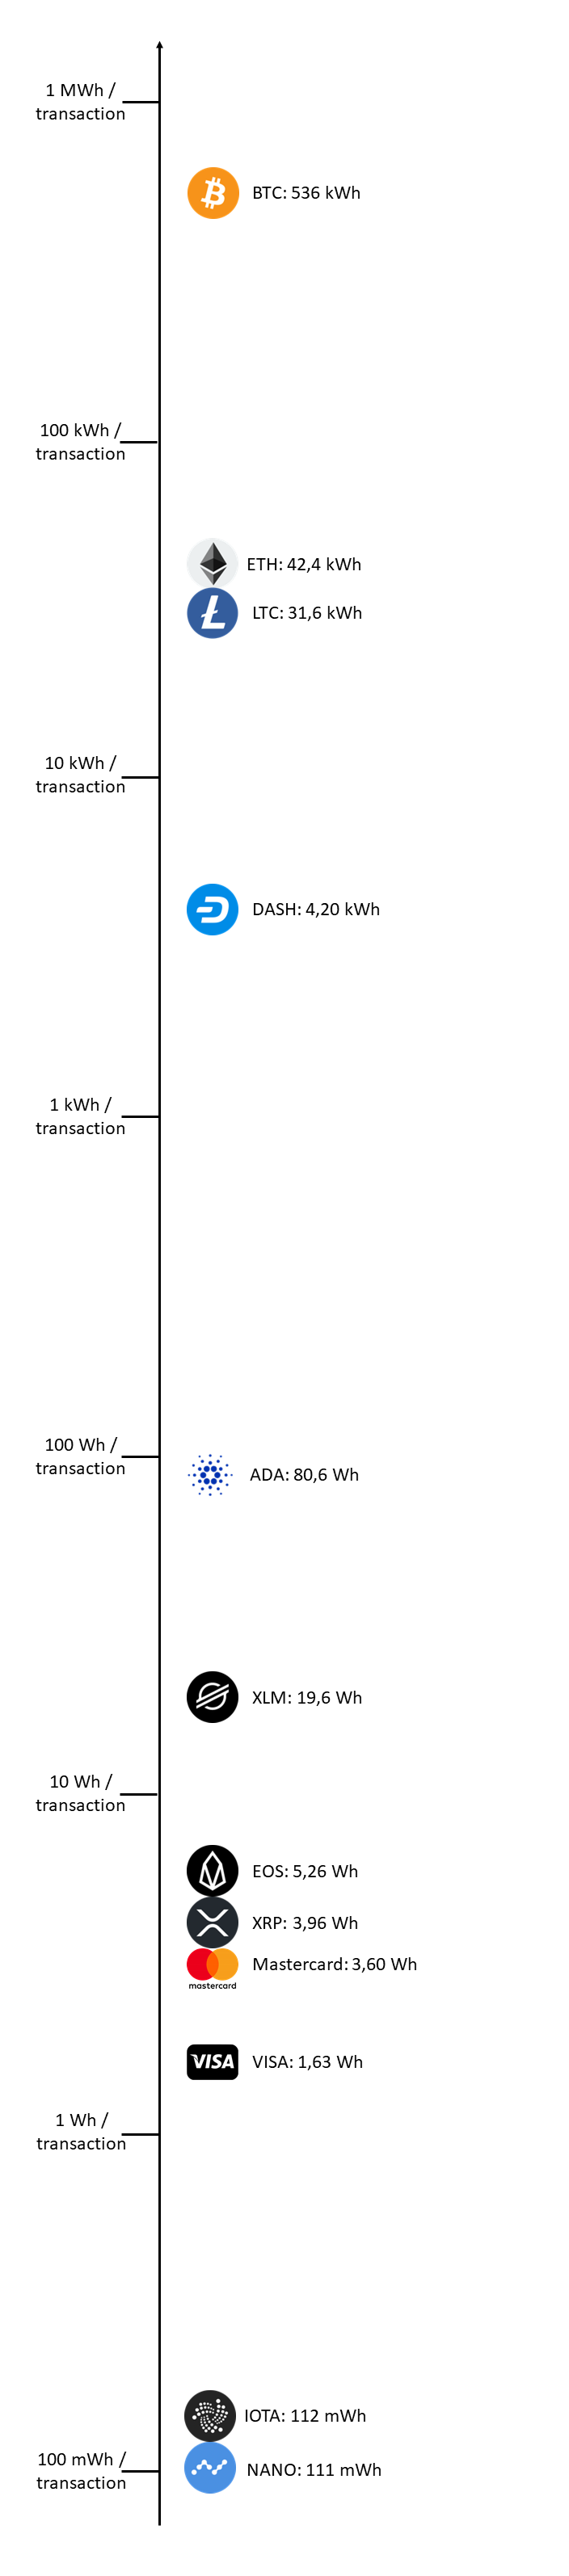 1 MWh /
transaction
BTC: 536 kWh
100 kWh /
transaction
ETH: 42,4 kWh
LTC: 31,6 kWh
10 kWh /
transaction
DASH: 4,20 kWh
1 kWh /
transaction
100 Wh /
transaction
ADA: 80,6 Wh
XLM: 19,6 Wh
10 Wh /
transaction
EOS: 5,26 Wh
XRP: 3,96 Wh
Mastercard: 3,60 Wh
mastercard
VISA
VISA: 1,63 Wh
1 Wh /
transaction
IOTA: 112 mWh
100 mWh /
transaction
NANO: 111 mWh